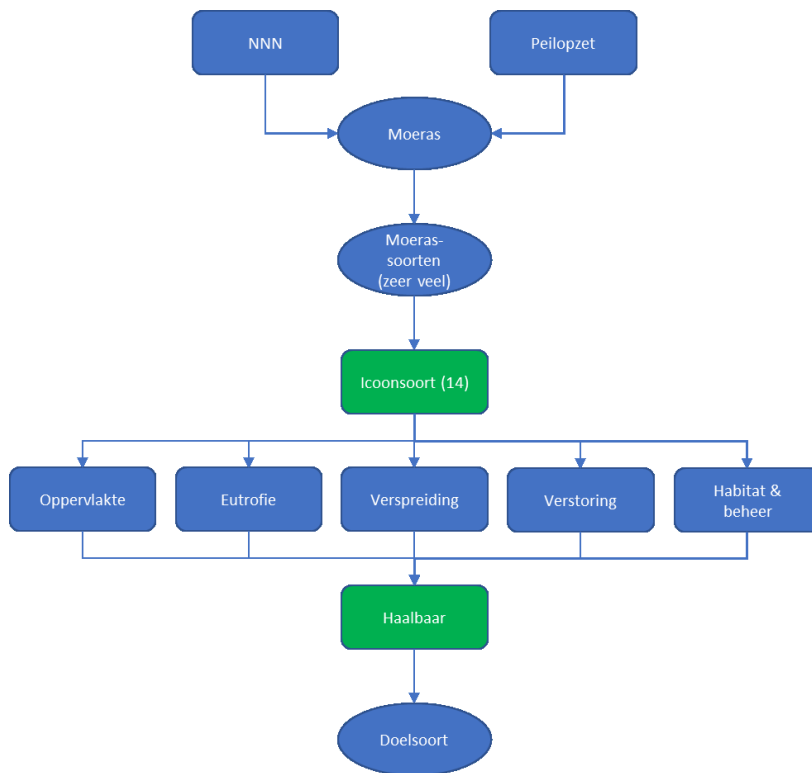 NNN
Peilopzet
Moeras
Moeras-
soorten
(zeer veel)
Icoonsoort (14)
Oppervlakte
Eutrofie
Verspreiding
Verstoring
Habitat &
beheer
Haalbaar
Doelsoort